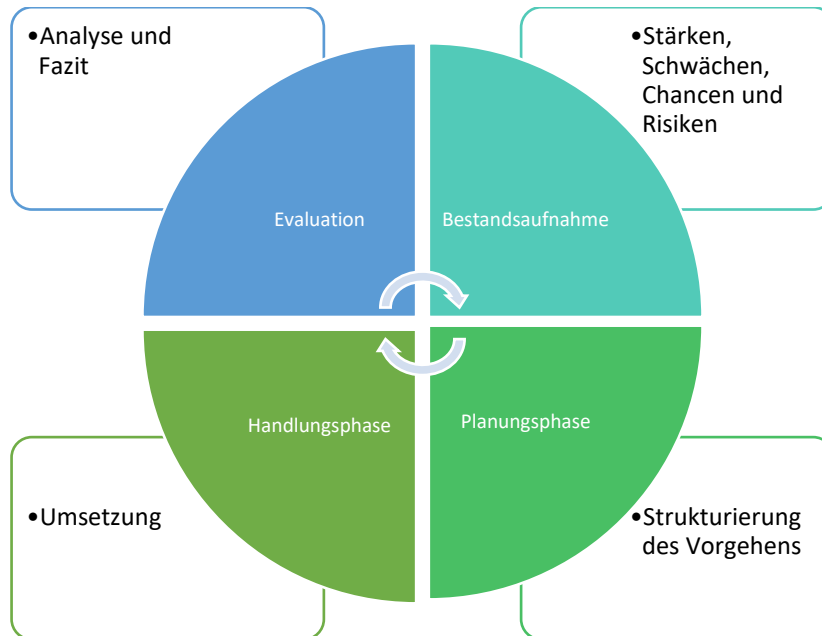 •Analyse und
Fazit
•Stärken,
Schwächen,
Chancen und
Risiken
Evaluation
Bestandsaufnahme
Handlungsphase
Planungsphase
•Umsetzung
•Strukturierung
des Vorgehens